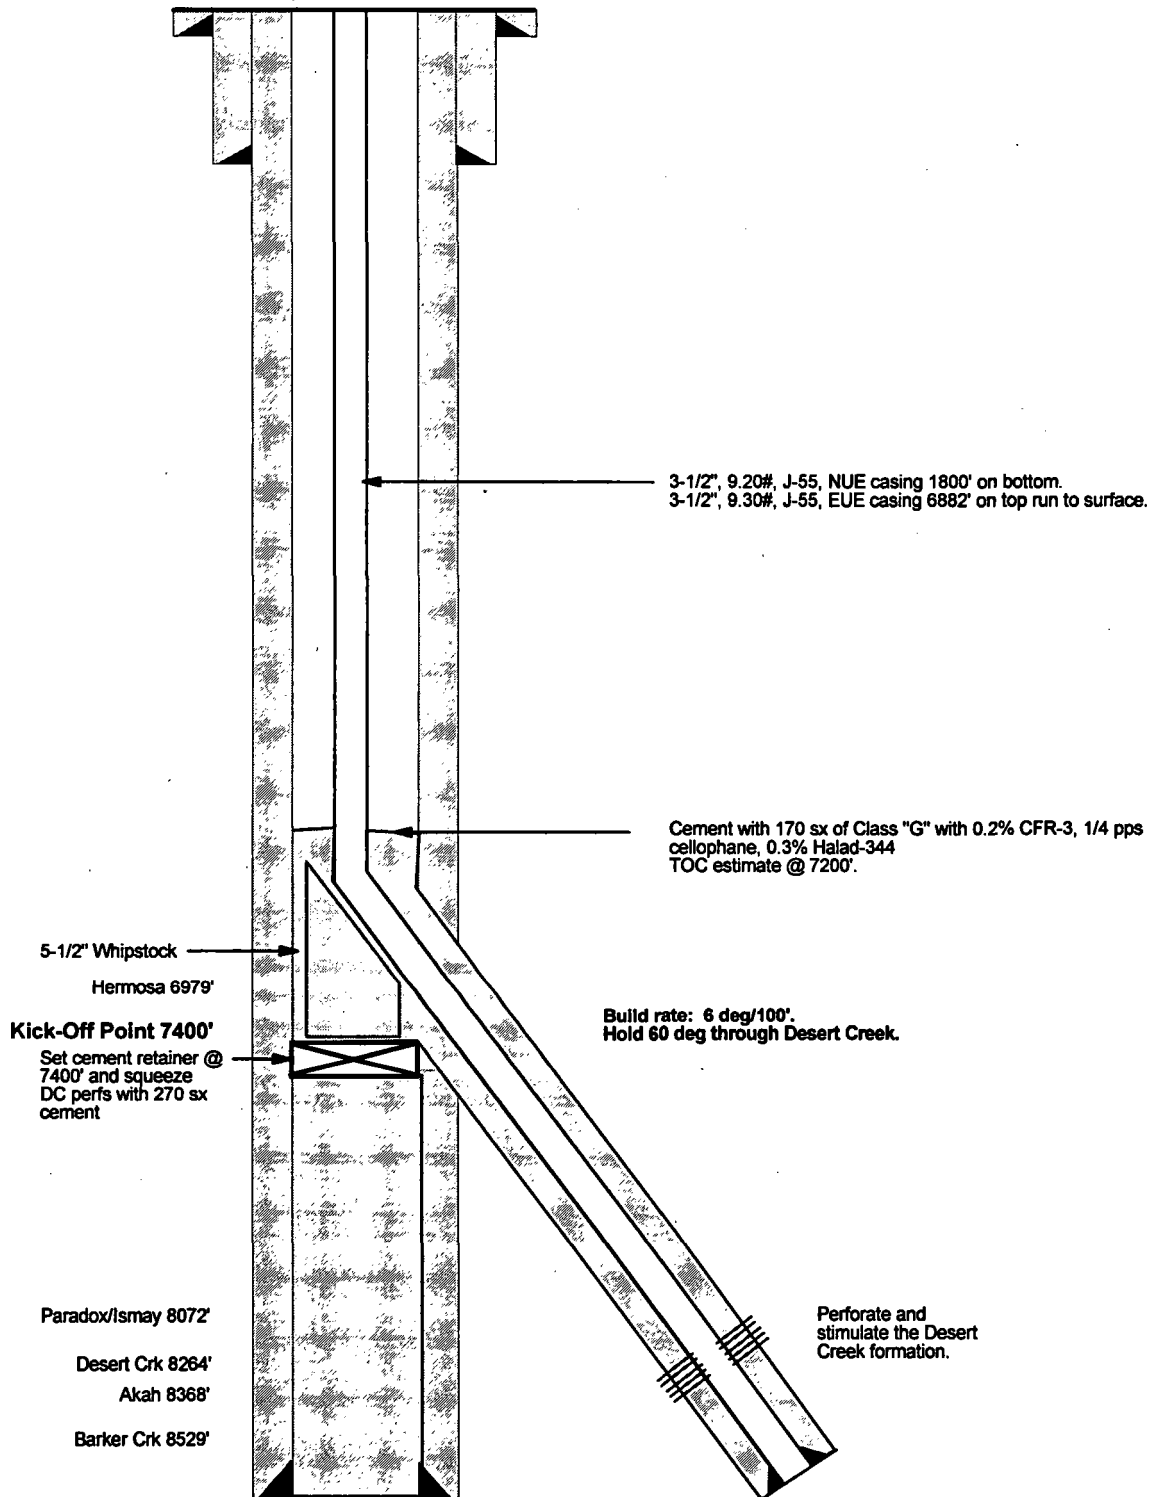 3-1/2", 9.20#, J-55, NUE casing 1800' on bottom.
3-1/2", 9.30#, J-55, EUE casing 6882' on top run to surface.
Cement with 170 sx of Class "G" with 0.2% CFR-3, 1/4 pps
cellophane, 0.3% Halad-344
TOC estimate @ 7200'.
5-1/2" Whipstock
Hermosa 6979'
Kick-Off Point 7400'
Set cement retainer @
7400' and squeeze
DC perfs with 270 sx
cement
Build rate: 6 deg/100'.
Hold 60 deg through Desert Creek.
Paradox/Ismay 8072'
Desert Crk 8264'
Akah 8368'
Barker Crk 8529'
Perforate and
stimulate the Desert
Creek formation.